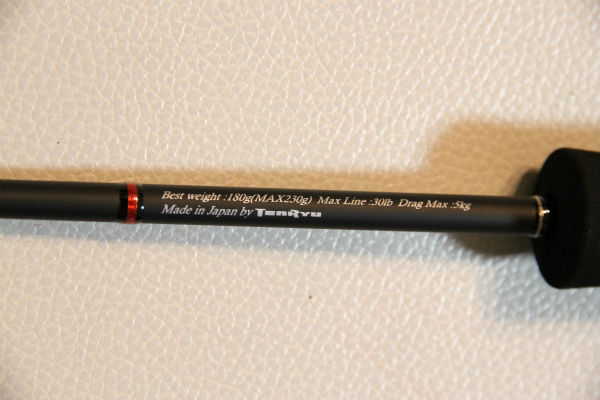 Best weight :180g(MAX230g) Max Line :30lb Drag Max :5kg
Made in Japan by TenRyu